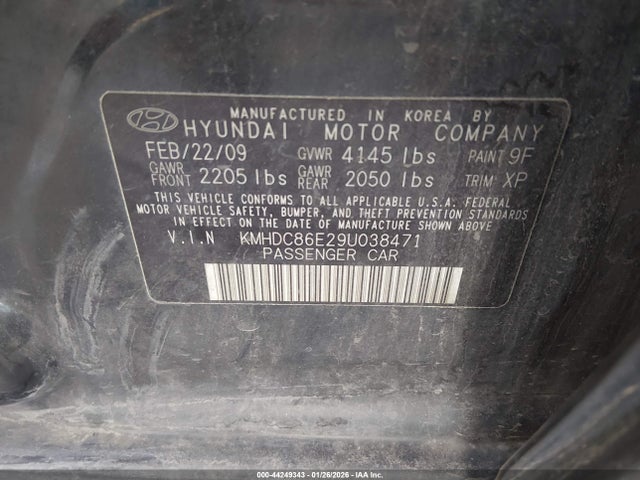 MANUFACTURED IN KOREA BY
HYUNDAI MOTOR COMPANY
FEB/22/09 GVWR 4145 lbs PAINT 9F
GAWR FRONT 2205 lbs GAWR REAR 2050 lbs TRIM XP
THIS VEHICLE CONFORMS TO ALL APPLICABLE U.S.A. FEDERAL
MOTOR VEHICLE SAFETY, BUMPER, AND THEFT PREVENTION STANDARDS
IN EFFECT ON THE DATE OF MANUFACTURE SHOWN ABOVE.
V.I.N KMHDC86E29U038471
PASSENGER CAR
000-44249343 - 01/26/2026 - IAA Inc.